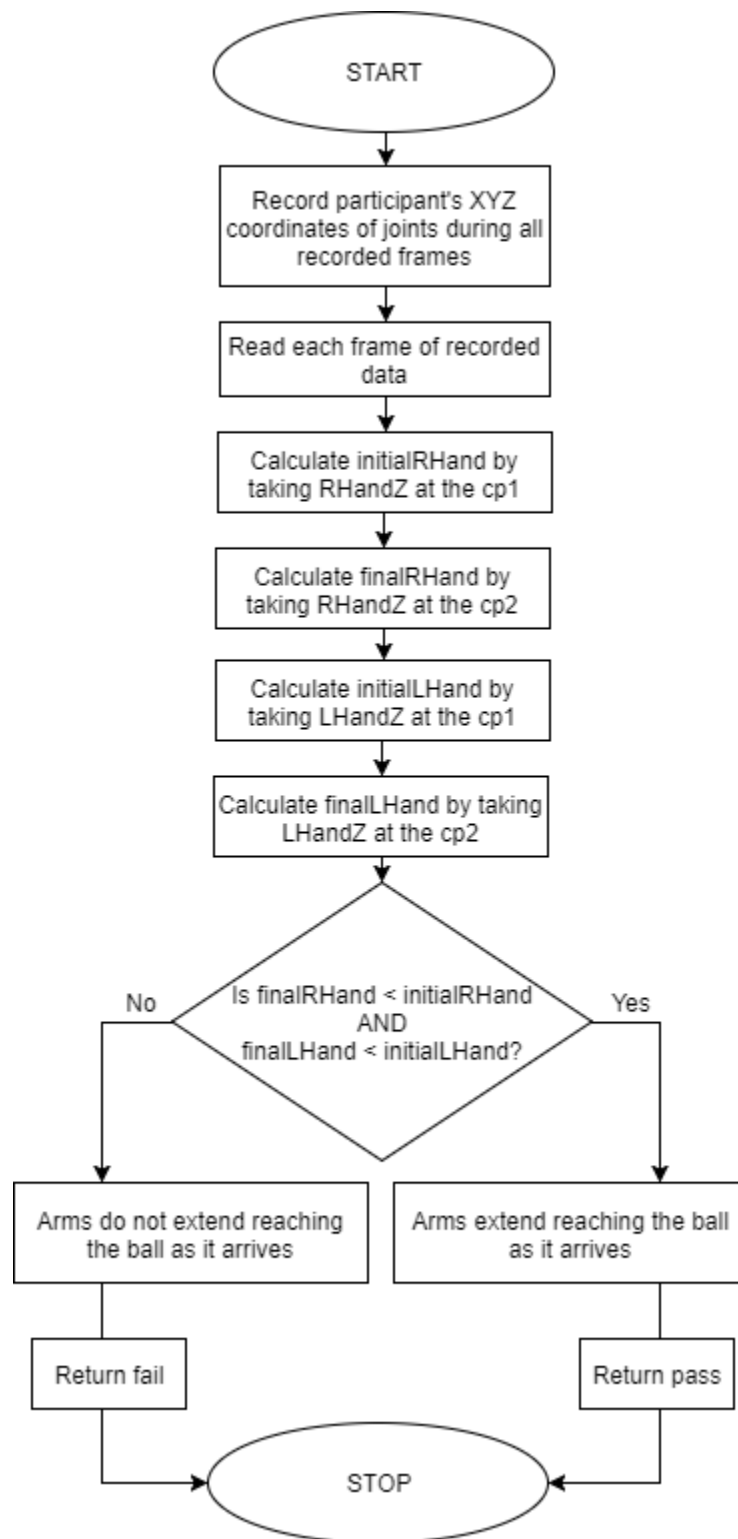 START
Record participant's XYZ
coordinates of joints during all
recorded frames
Read each frame of recorded
data
Calculate initialRHand by
taking RHandZ at the cp1
Calculate finalRHand by
taking RHandZ at the cp2
Calculate initialLHand by
taking LHandZ at the cp1
Calculate finalLHand by taking
LHandZ at the cp2
Is finalRHand < initialRHand
AND
finalLHand < initialLHand?
No
Yes
Arms do not extend reaching
the ball as it arrives
Arms extend reaching the ball
as it arrives
Return fail
Return pass
STOP